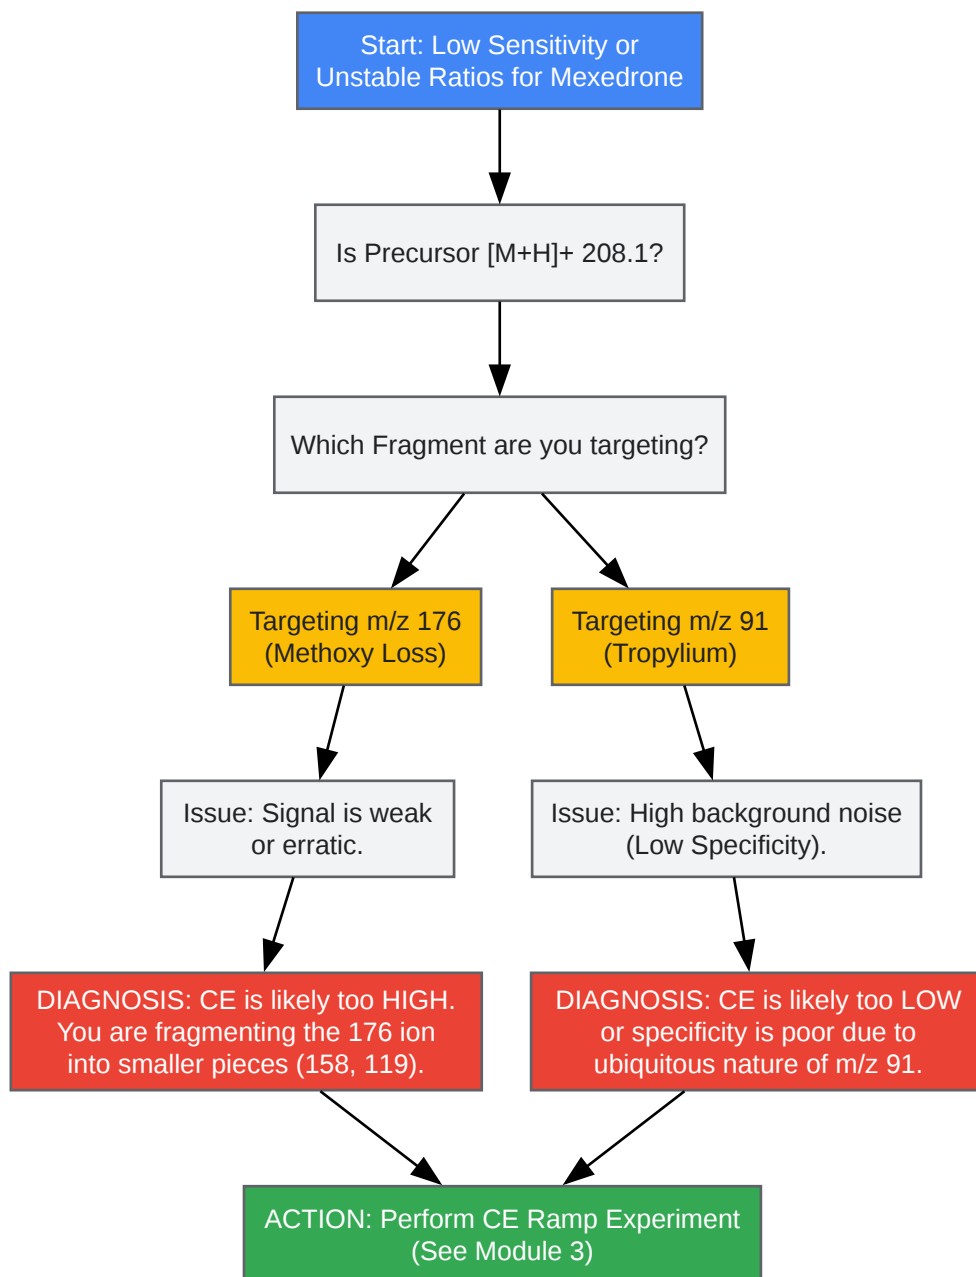 Start: Low Sensitivity or
Unstable Ratios for Mexedrone
Is Precursor [M+H]+ 208.1?
Which Fragment are you targeting?
Targeting m/z 176
(Methoxy Loss)
Targeting m/z 91
(Tropylium)
Issue: Signal is weak
or erratic.
Issue: High background noise
(Low Specificity).
DIAGNOSIS: CE is likely too HIGH.
You are fragmenting the 176 ion
into smaller pieces (158, 119).
DIAGNOSIS: CE is likely too LOW
or specificity is poor due to
ubiquitous nature of m/z 91.
ACTION: Perform CE Ramp Experiment
(See Module 3)